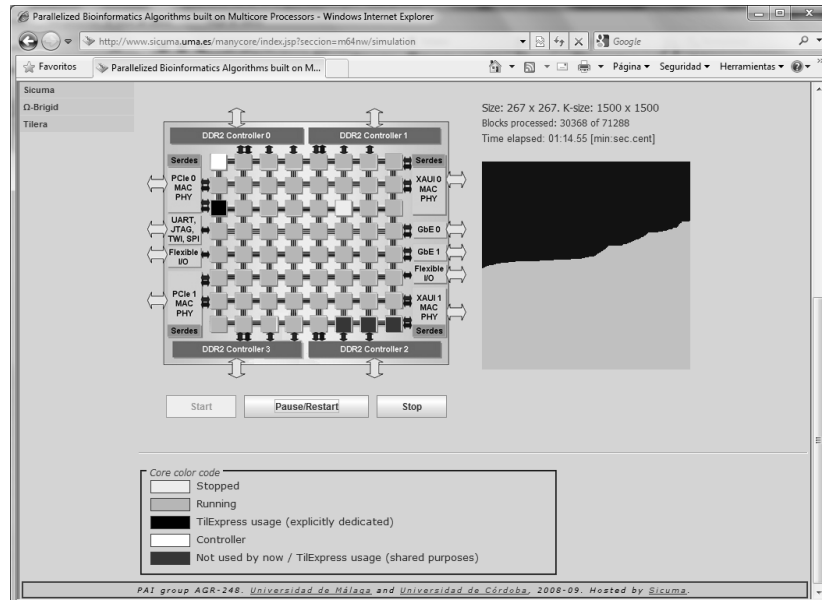 Parallelized Bioinformatics Algorithms built on Multicore Processors - Windows Internet Explorer
http://www.sicuma.uma.es/manycore/index.jsp?seccion=m64nw/simulation
Google
Favoritos
Parallelized Bioinformatics Algorithms built on M...
Página
Seguridad
Herramientas
Sicuma
Ω-Brigid
Tilera
Size: 267 x 267. K-size: 1500 x 1500
Blocks processed: 30368 of 71288
Time elapsed: 01:14.55 [min:sec.cent]
DDR2 Controller 0
DDR2 Controller 1
Serdes
Serdes
PCIe 0
MAC
PHY
XAUI 0
MAC
PHY
UART,
JTAG,
TWI, SPI
GbE 0
Flexible
I/O
GbE 1
Flexible
I/O
PCIe 1
MAC
PHY
XAUI 1
MAC
PHY
Serdes
Serdes
DDR2 Controller 3
DDR2 Controller 2
Start
Pause/Restart
Stop
Core color code
Stopped
Running
TilExpress usage (explicitly dedicated)
Controller
Not used by now / TilExpress usage (shared purposes)
PAI group AGR-248. Universidad de Málaga and Universidad de Córdoba, 2008-09. Hosted by Sicuma.